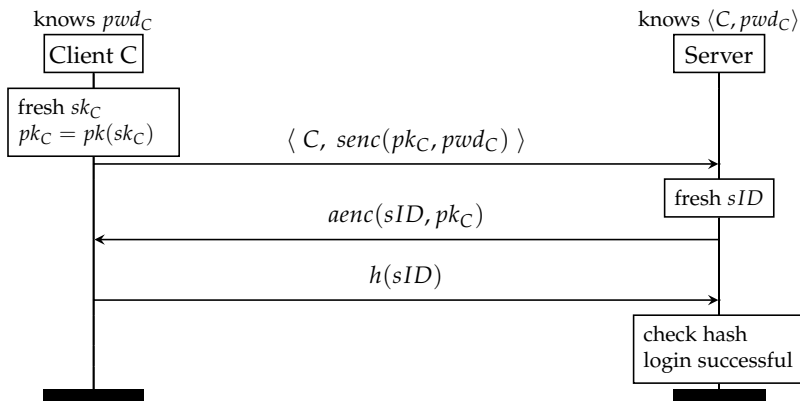 knows pwd_C
knows ⟨C, pwd_C⟩
Client C
Server
fresh sk_C
pk_C = pk(sk_C)
⟨ C, senc(pk_C, pwd_C) ⟩
fresh sID
aenc(sID, pk_C)
h(sID)
check hash
login successful